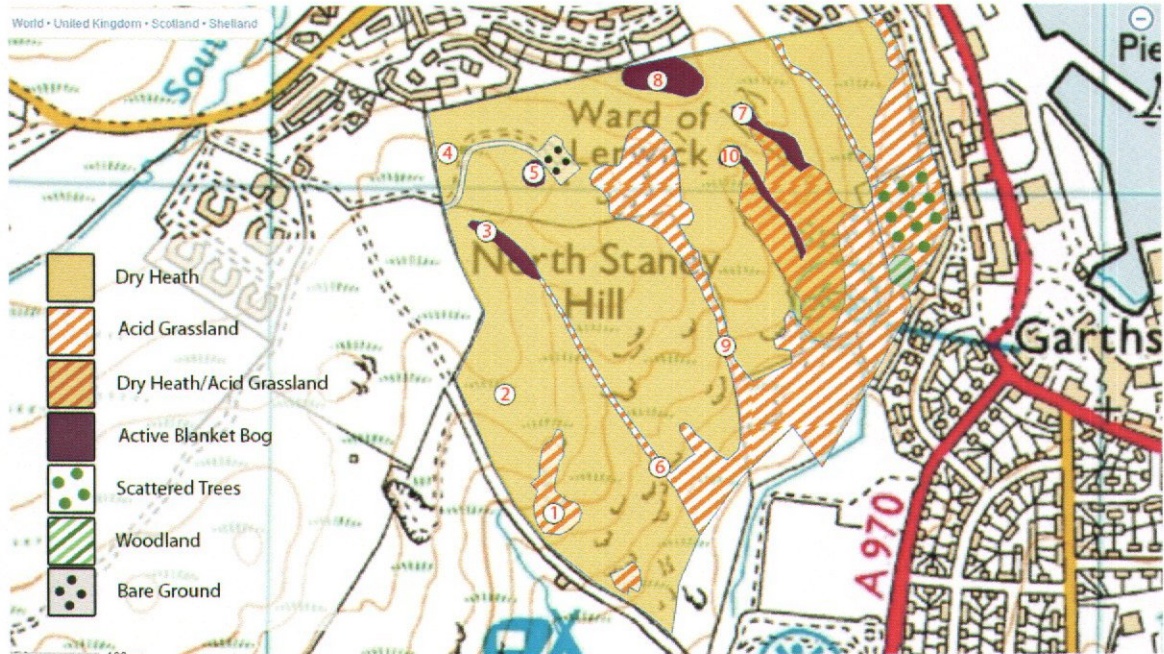 World • United Kingdom • Scotland • Shetland
Pie
South
8
Ward of
7
Lerwick
10
4
5
3
North Staney
Hill
Dry Heath
Acid Grassland
9
Garths
Dry Heath/Acid Grassland
2
Active Blanket Bog
6
Scattered Trees
1
Woodland
A 970
Bare Ground